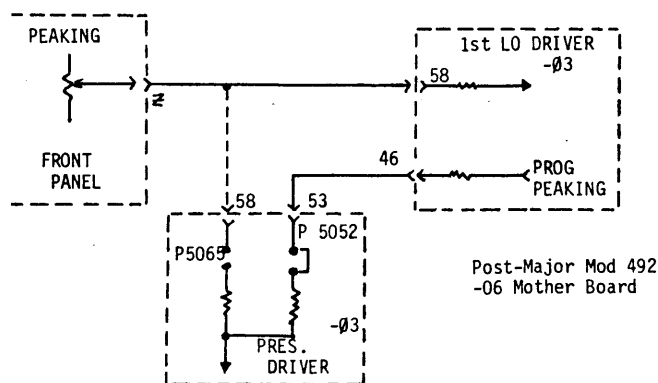 PEAKING
FRONT
PANEL
Z
1st LO DRIVER
-Ø3
58
46
PROG
PEAKING
58
53
P5065
P 5052
-Ø3
PRES.
DRIVER
Post-Major Mod 492
-06 Mother Board